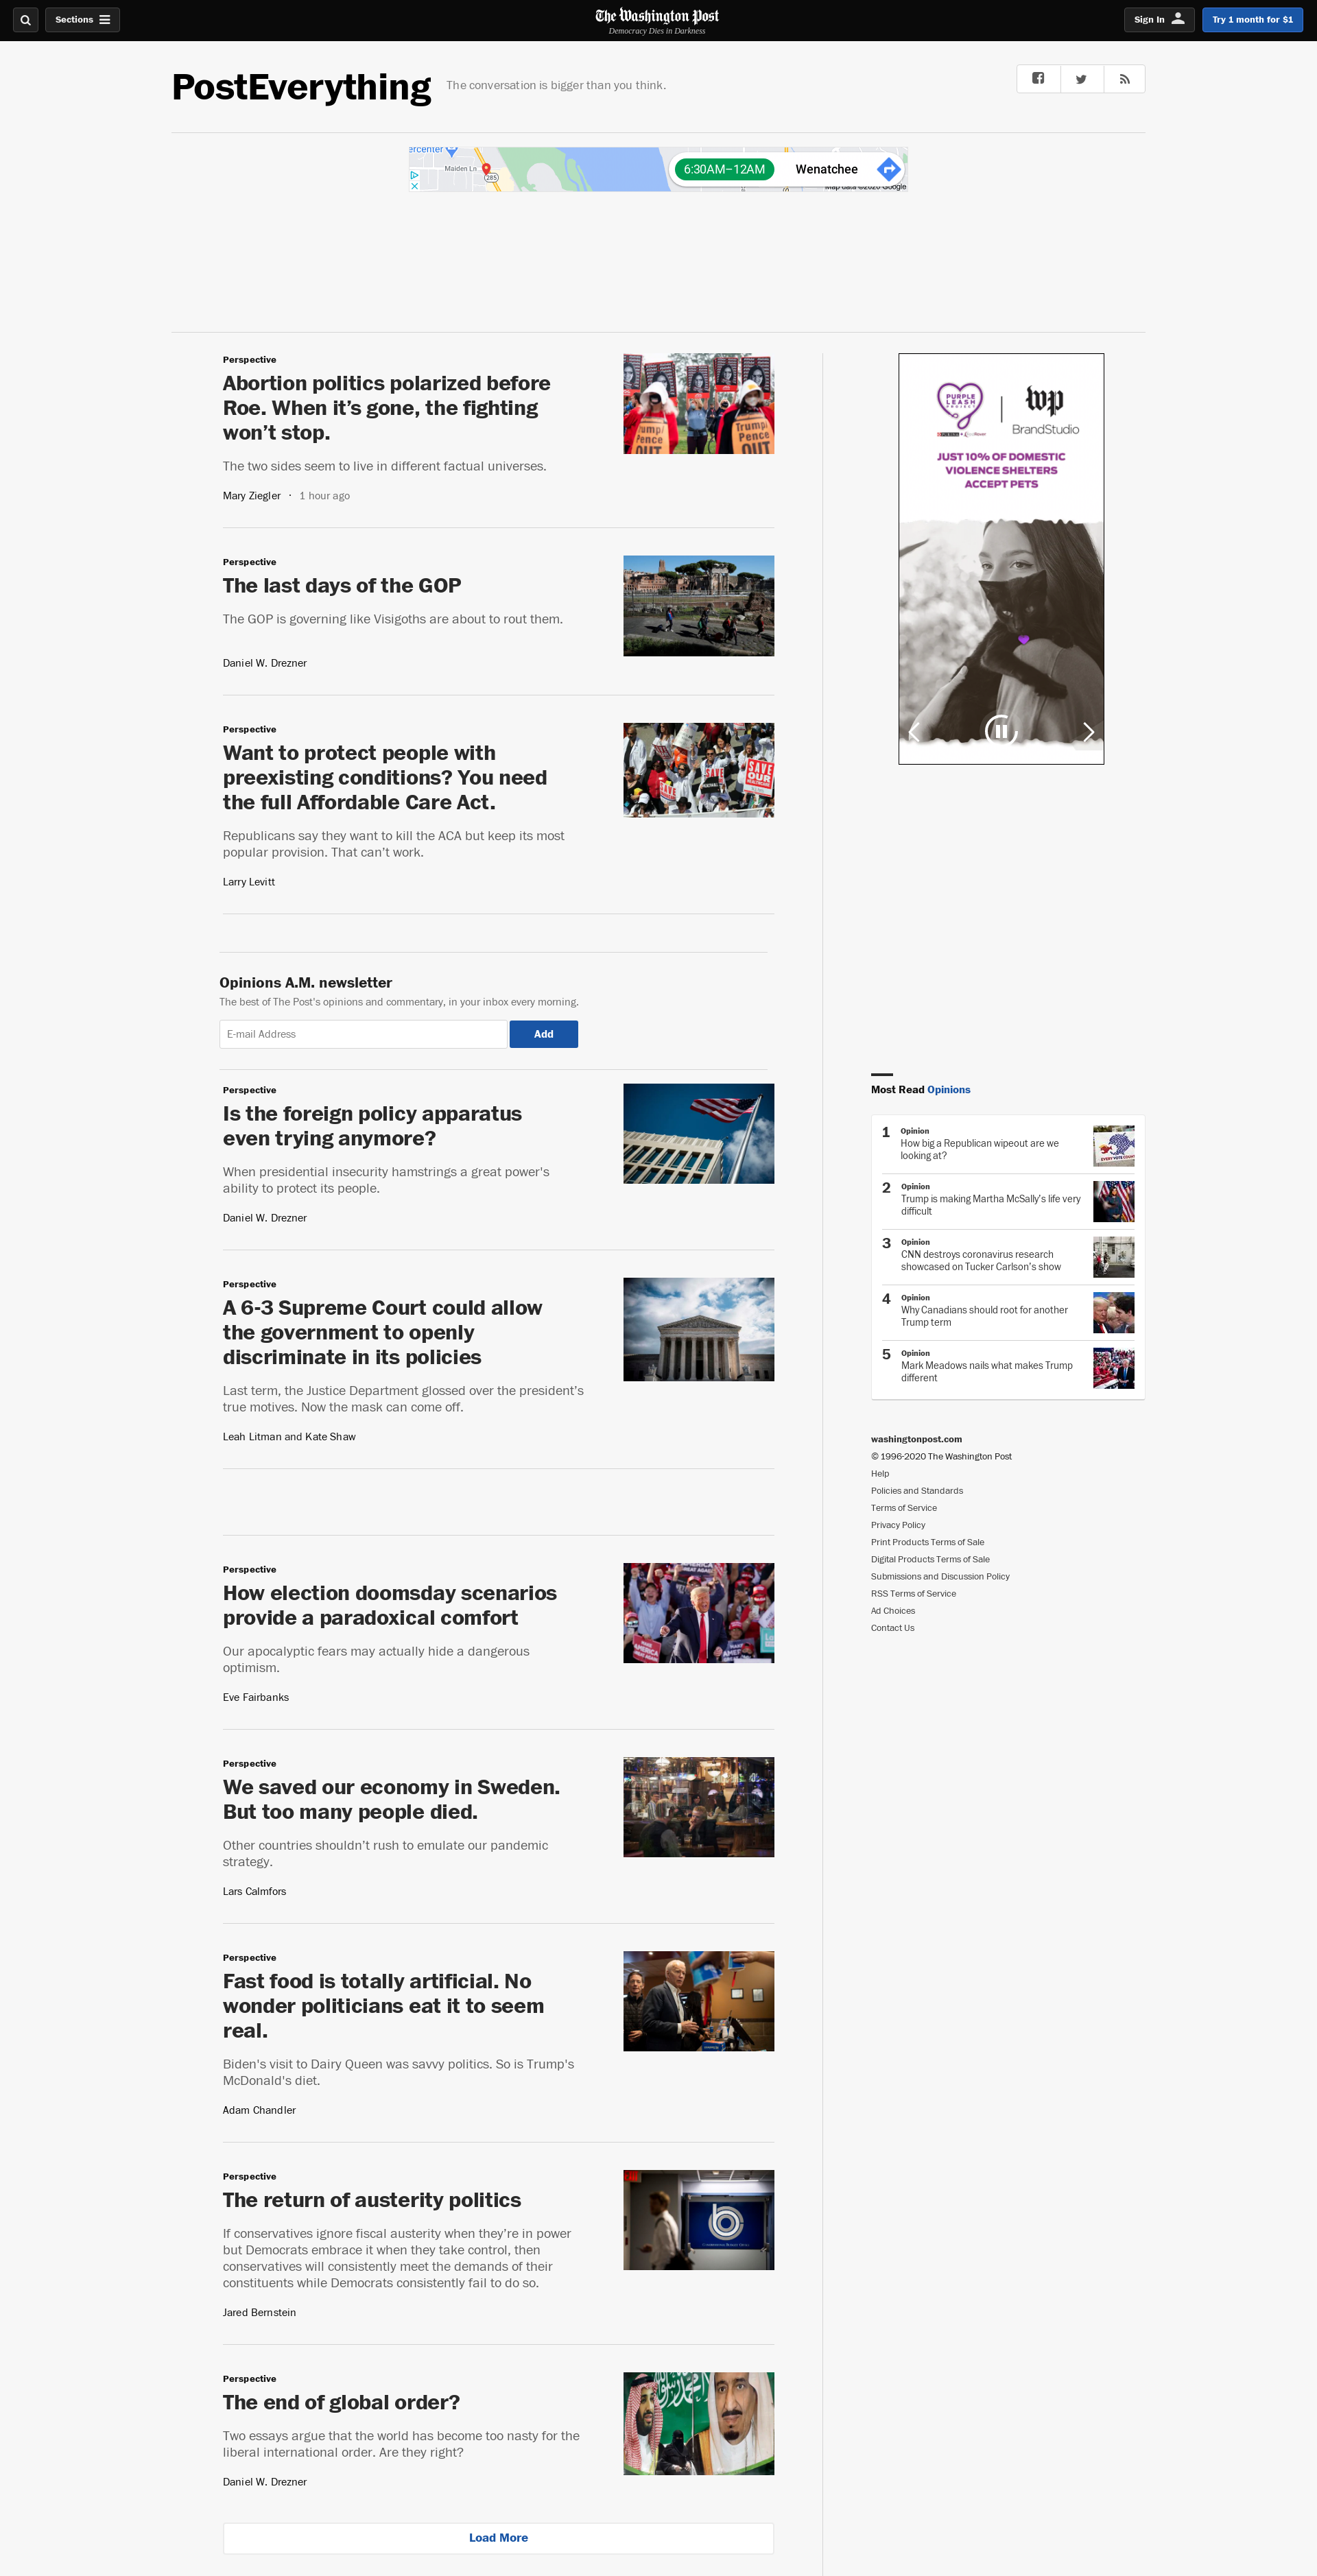 Sections
The Washington Post
Democracy Dies in Darkness
Sign In
Try 1 month for $1
PostEverything
The conversation is bigger than you think.
ercenter
Maiden Ln
285
6:30AM–12AM
Wenatchee
Map data ©2020 Google
Perspective
Abortion politics polarized before
Roe. When it’s gone, the fighting
won’t stop.
The two sides seem to live in different factual universes.
Mary Ziegler · 1 hour ago
Trump
Pence
OUT
Trump
Pence
OUT
PURPLE
LEASH
PROJECT
wp
BrandStudio
JUST 10% OF DOMESTIC
VIOLENCE SHELTERS
ACCEPT PETS
Perspective
The last days of the GOP
The GOP is governing like Visigoths are about to rout them.
Daniel W. Drezner
Perspective
Want to protect people with
preexisting conditions? You need
the full Affordable Care Act.
Republicans say they want to kill the ACA but keep its most
popular provision. That can’t work.
Larry Levitt
SAVE
SAVE
SAVE
OUR
Opinions A.M. newsletter
The best of The Post's opinions and commentary, in your inbox every morning.
E-mail Address
Add
Perspective
Is the foreign policy apparatus
even trying anymore?
When presidential insecurity hamstrings a great power's
ability to protect its people.
Daniel W. Drezner
Perspective
A 6-3 Supreme Court could allow
the government to openly
discriminate in its policies
Last term, the Justice Department glossed over the president’s
true motives. Now the mask can come off.
Leah Litman and Kate Shaw
Perspective
How election doomsday scenarios
provide a paradoxical comfort
Our apocalyptic fears may actually hide a dangerous
optimism.
Eve Fairbanks
Perspective
We saved our economy in Sweden.
But too many people died.
Other countries shouldn’t rush to emulate our pandemic
strategy.
Lars Calmfors
Perspective
Fast food is totally artificial. No
wonder politicians eat it to seem
real.
Biden's visit to Dairy Queen was savvy politics. So is Trump's
McDonald's diet.
Adam Chandler
Perspective
The return of austerity politics
If conservatives ignore fiscal austerity when they’re in power
but Democrats embrace it when they take control, then
conservatives will consistently meet the demands of their
constituents while Democrats consistently fail to do so.
Jared Bernstein
Perspective
The end of global order?
Two essays argue that the world has become too nasty for the
liberal international order. Are they right?
Daniel W. Drezner
Load More
Most Read Opinions
1
Opinion
How big a Republican wipeout are we
looking at?
EVERY VOTE COUNTS
2
Opinion
Trump is making Martha McSally’s life very
difficult
3
Opinion
CNN destroys coronavirus research
showcased on Tucker Carlson’s show
4
Opinion
Why Canadians should root for another
Trump term
5
Opinion
Mark Meadows nails what makes Trump
different
washingtonpost.com
© 1996-2020 The Washington Post
Help
Policies and Standards
Terms of Service
Privacy Policy
Print Products Terms of Sale
Digital Products Terms of Sale
Submissions and Discussion Policy
RSS Terms of Service
Ad Choices
Contact Us